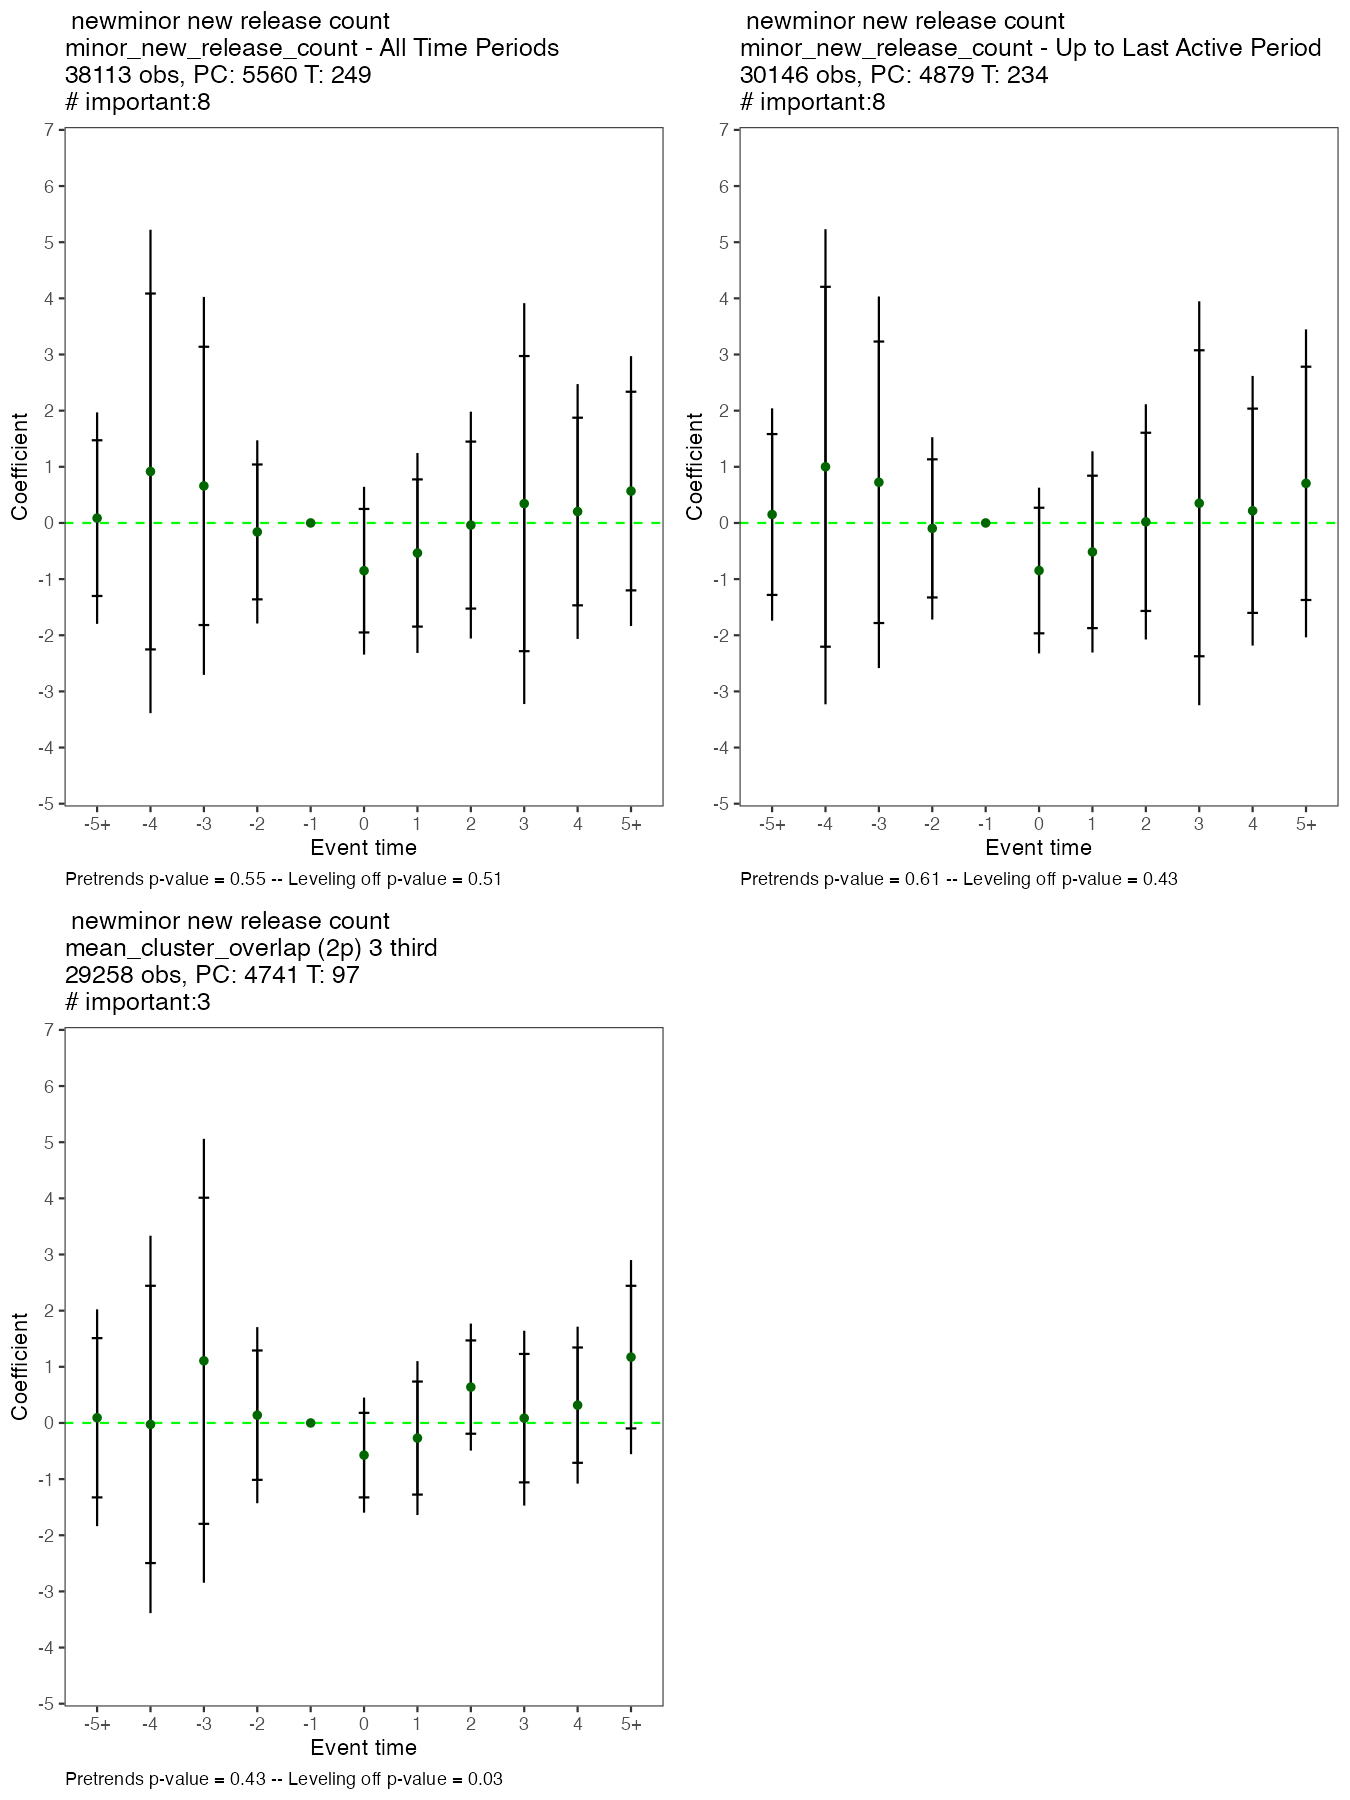 newminor new release count
minor_new_release_count - All Time Periods
38113 obs, PC: 5560 T: 249
# important:8
7
6
5
4
3
2
1
0
-1
-2
-3
-4
-5
Coefficient
-5+ -4 -3 -2 -1 0 1 2 3 4 5+
Event time
Pretrends p-value = 0.55 -- Leveling off p-value = 0.51
newminor new release count
minor_new_release_count - Up to Last Active Period
30146 obs, PC: 4879 T: 234
# important:8
7
6
5
4
3
2
1
0
-1
-2
-3
-4
-5
Coefficient
-5+ -4 -3 -2 -1 0 1 2 3 4 5+
Event time
Pretrends p-value = 0.61 -- Leveling off p-value = 0.43
newminor new release count
mean_cluster_overlap (2p) 3 third
29258 obs, PC: 4741 T: 97
# important:3
7
6
5
4
3
2
1
0
-1
-2
-3
-4
-5
Coefficient
-5+ -4 -3 -2 -1 0 1 2 3 4 5+
Event time
Pretrends p-value = 0.43 -- Leveling off p-value = 0.03